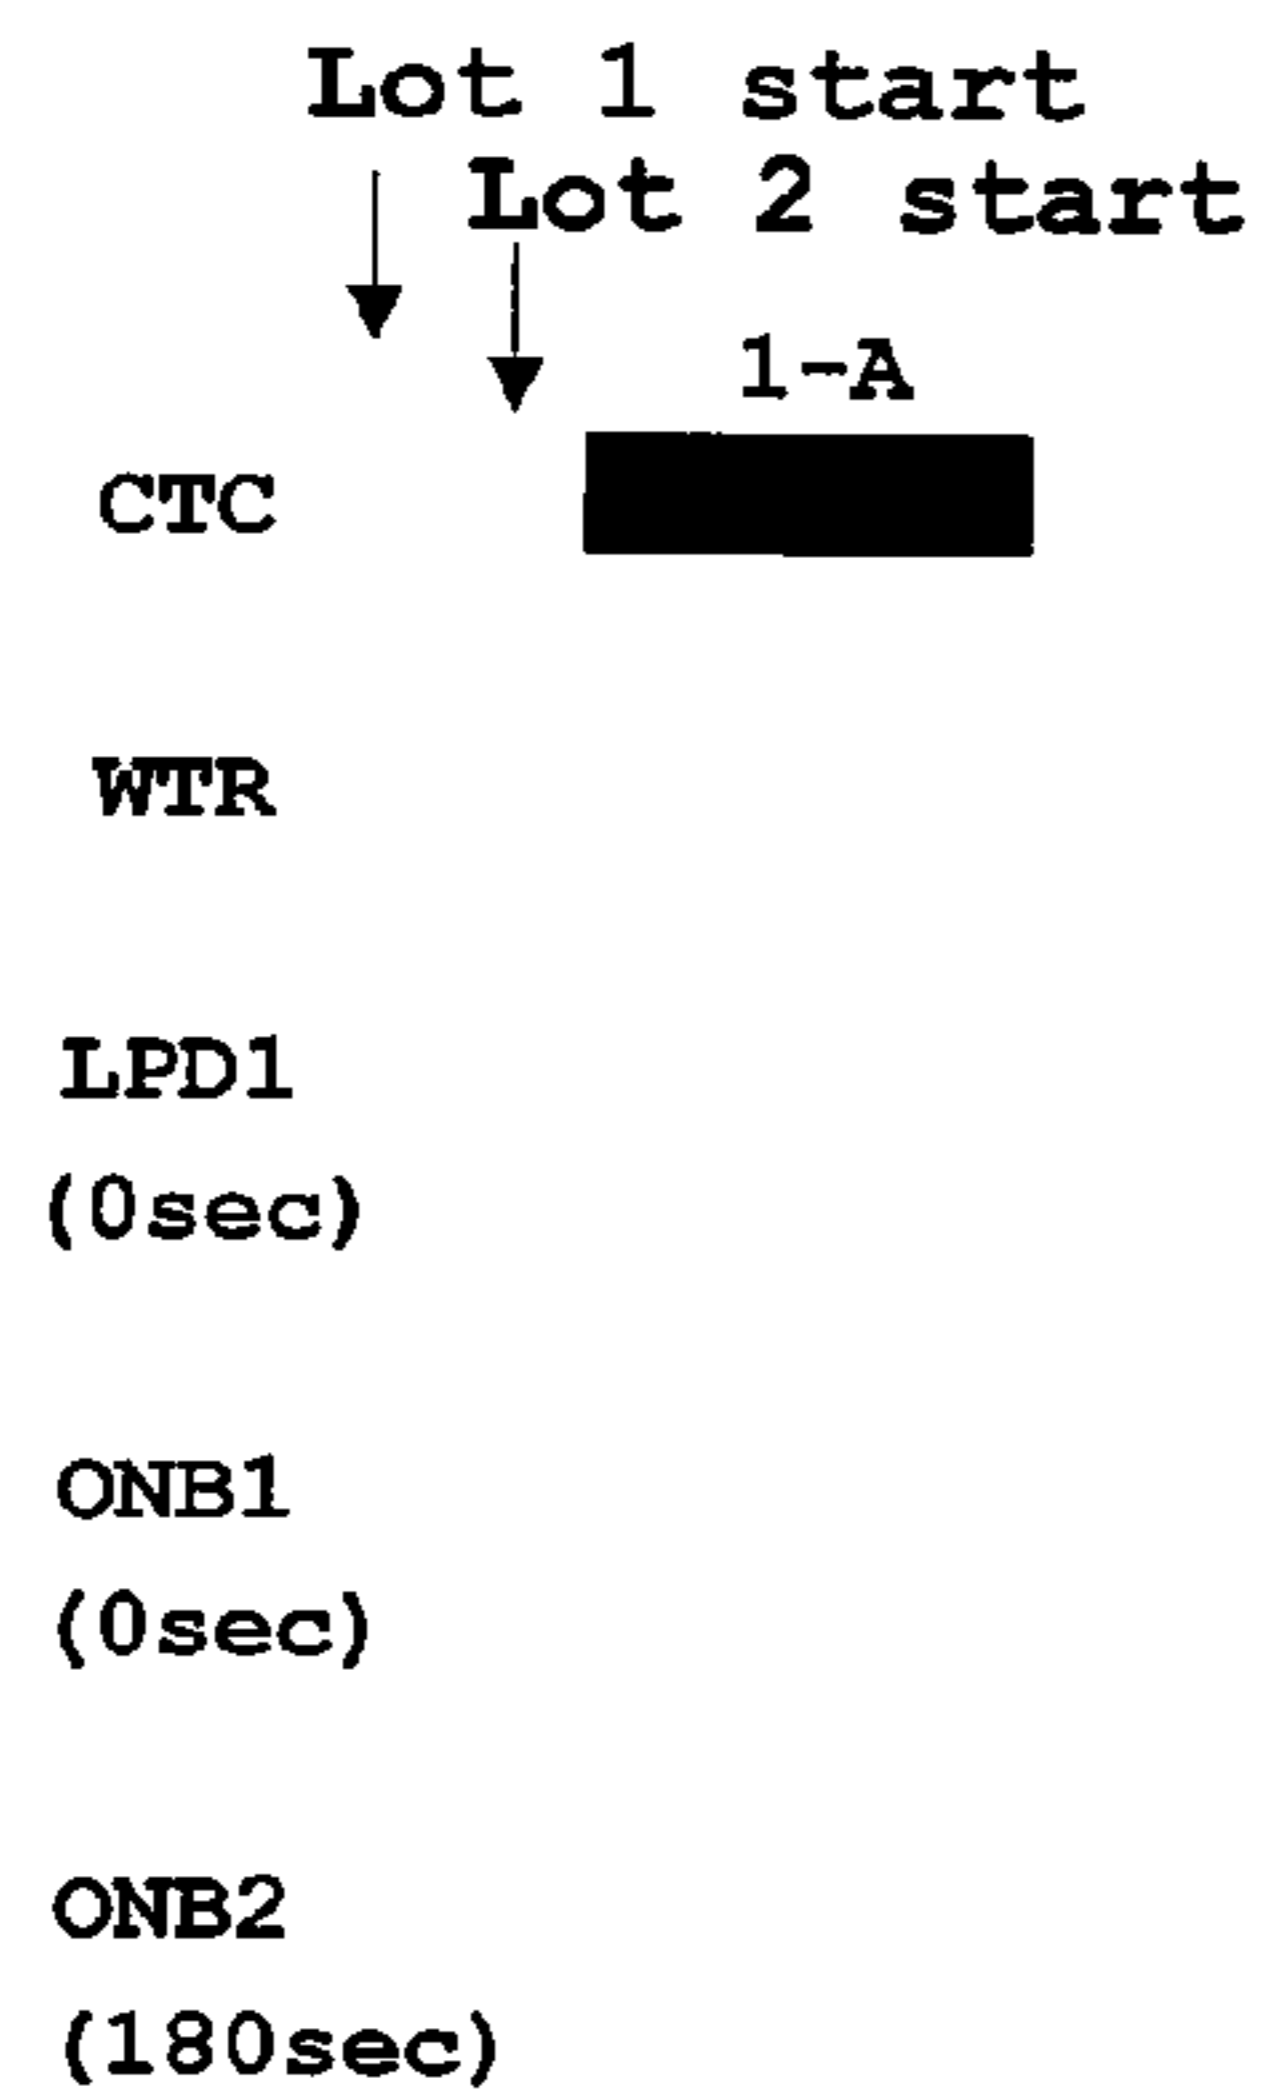 Lot 1 start
Lot 2 start
1-A
CTC
WTR
LPD1
(0sec)
ONB1
(0sec)
ONB2
(180sec)